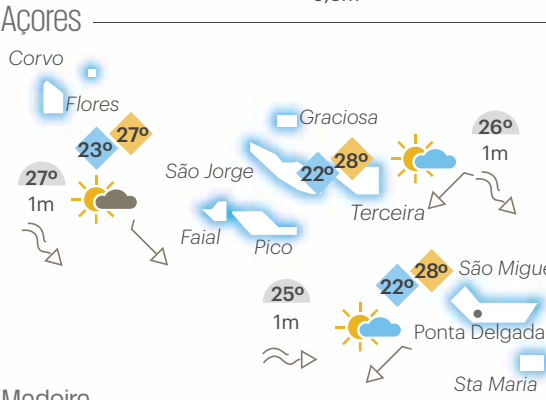 Açores
Corvo
Flores
23º
27º
27º
1m
Graciosa
São Jorge
22º
28º
26º
1m
Terceira
Faial
Pico
25º
1m
22º
28º
São Migue
Ponta Delgada
Sta Maria